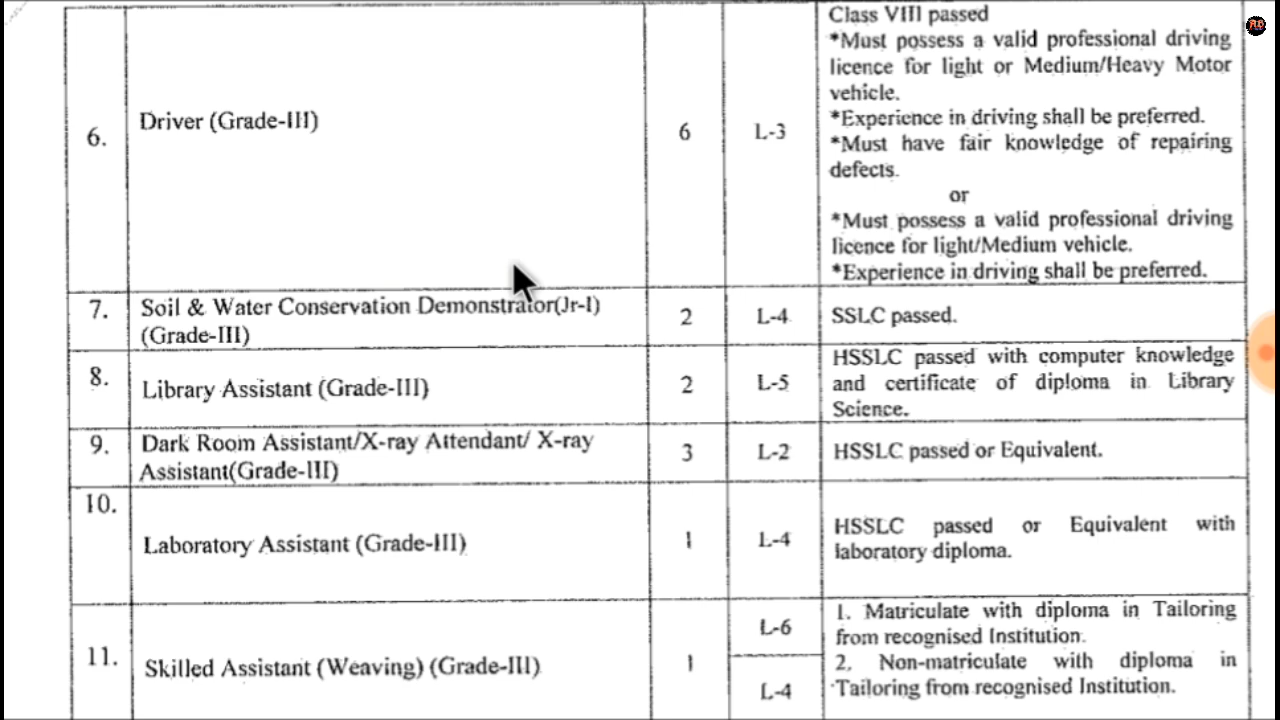 Class VIII passed
*Must possess a valid professional driving
licence for light or Medium/Heavy Motor
vehicle.
*Experience in driving shall be preferred.
*Must have fair knowledge of repairing
defects.
or
*Must possess a valid professional driving
licence for light/Medium vehicle.
*Experience in driving shall be preferred.
6.
Driver (Grade-III)
6
L-3
7.
Soil & Water Conservation Demonstrator(Jr-I)
(Grade-III)
2
L-4
SSLC passed.
8.
Library Assistant (Grade-III)
2
L-5
HSSLC passed with computer knowledge
and certificate of diploma in Library
Science.
9.
Dark Room Assistant/X-ray Attendant/ X-ray
Assistant(Grade-III)
3
L-2
HSSLC passed or Equivalent.
10.
Laboratory Assistant (Grade-III)
1
L-4
HSSLC passed or Equivalent with
laboratory diploma.
11.
Skilled Assistant (Weaving) (Grade-III)
1
L-6
L-4
1. Matriculate with diploma in Tailoring
from recognised Institution.
2. Non-matriculate with diploma in
Tailoring from recognised Institution.